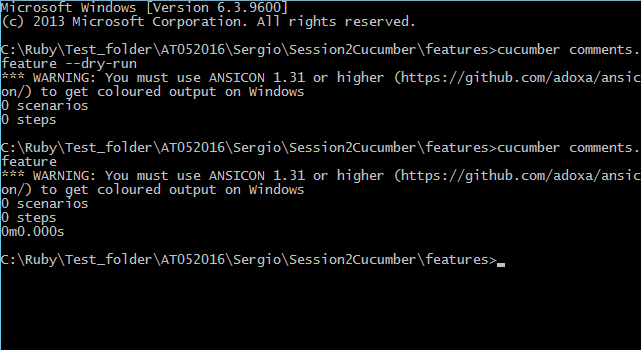 Microsoft Windows [Version 6.3.9600]
(c) 2013 Microsoft Corporation. All rights reserved.
C:\Ruby\Test_folder\AT052016\Sergio\Session2Cucumber\features>cucumber comments.
feature --dry-run
*** WARNING: You must use ANSICON 1.31 or higher (https://github.com/adoxa/ansic
on/) to get coloured output on Windows
0 scenarios
0 steps
C:\Ruby\Test_folder\AT052016\Sergio\Session2Cucumber\features>cucumber comments.
feature
*** WARNING: You must use ANSICON 1.31 or higher (https://github.com/adoxa/ansic
on/) to get coloured output on Windows
0 scenarios
0 steps
0m0.000s
C:\Ruby\Test_folder\AT052016\Sergio\Session2Cucumber\features>